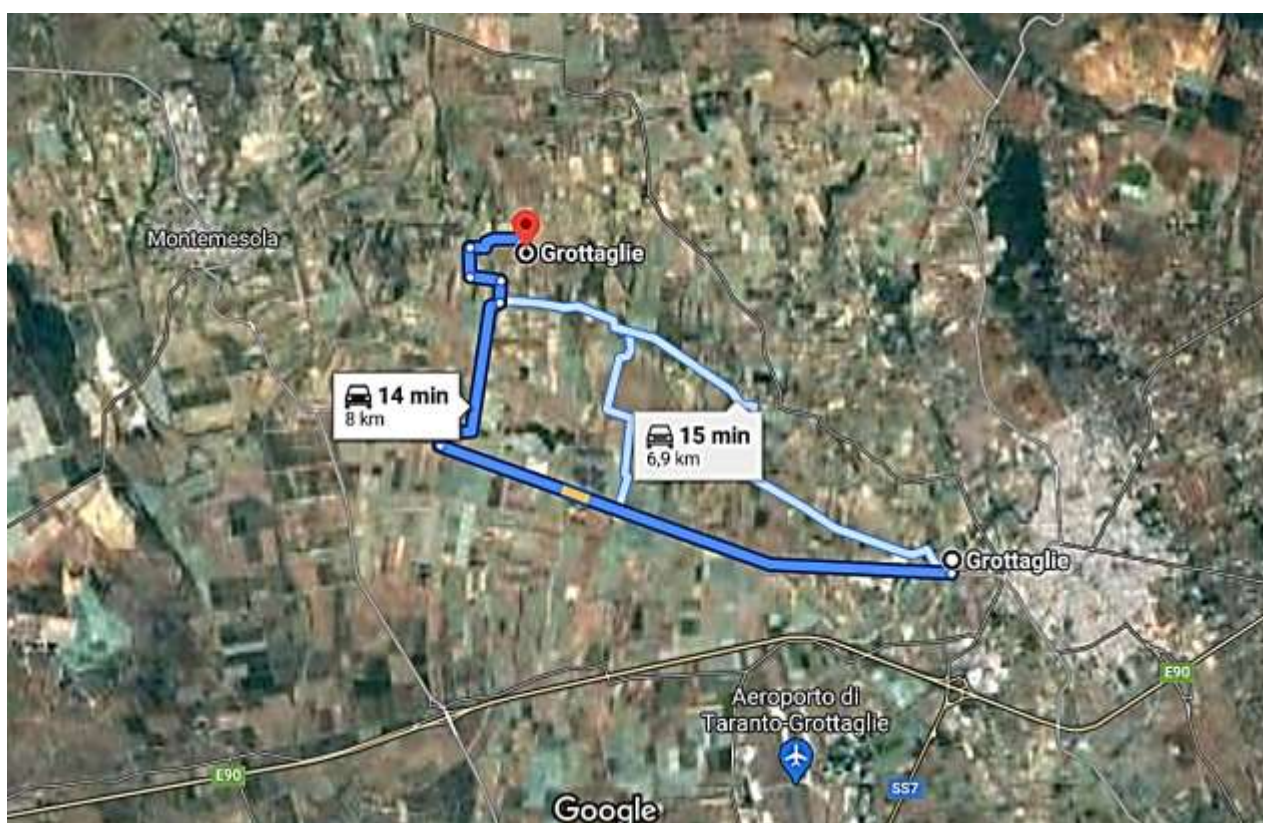 Montemesola
Grottaglie
14 min
8 km
15 min
6,9 km
Grottaglie
E90
Aeroporto di
Taranto-Grottaglie
E90
SS7
Google